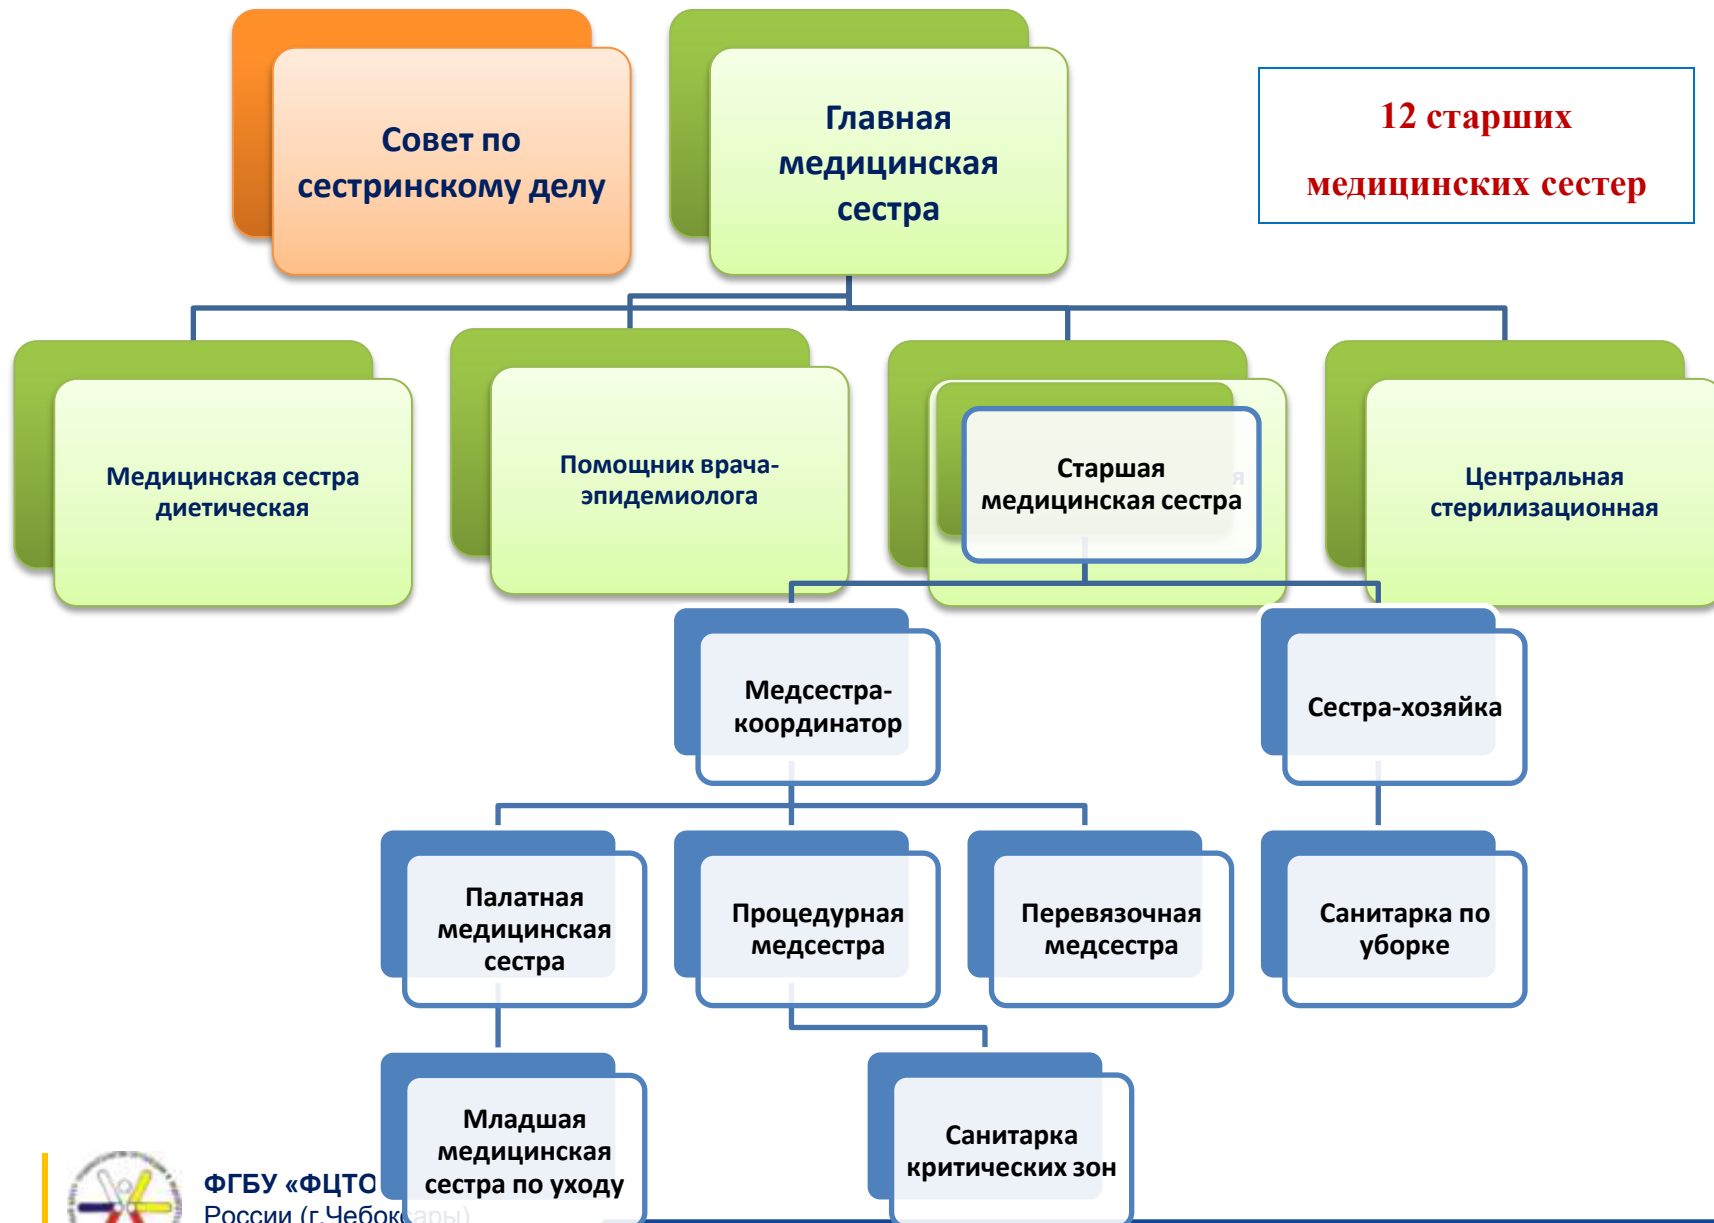 Совет по
сестринскому делу
Главная
медицинская
сестра
12 старших
медицинских сестер
Медицинская сестра
диетическая
Помощник врача-
эпидемиолога
Старшая
медицинская сестра
Центральная
стерилизационная
Медсестра-
координатор
Сестра-хозяйка
Палатная
медицинская
сестра
Процедурная
медсестра
Перевязочная
медсестра
Санитарка по
уборке
Младшая
медицинская
сестра по уходу
Санитарка
критических зон
ФГБУ «ФЦТО
России (г.Чебоксары)